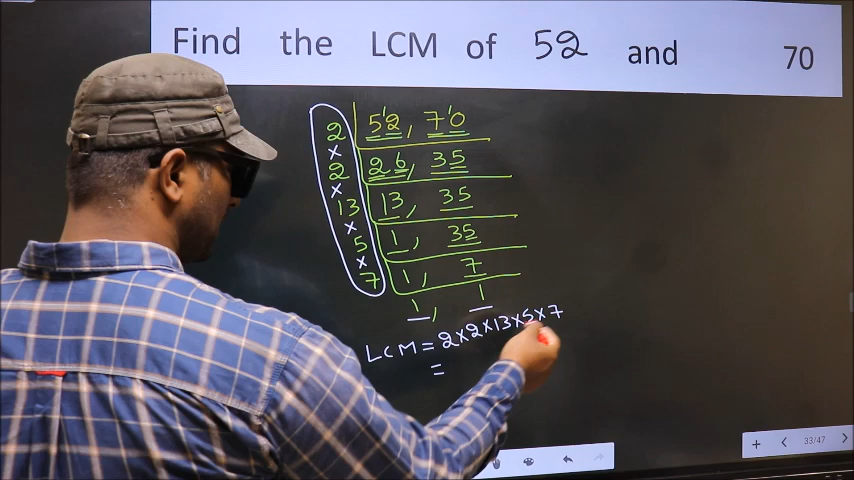 Find the LCM of 52 and 70
2 52, 70
×
2 26, 35
×
13 13, 35
×
5 1, 35
×
7 1, 7
1, 1
LCM = 2×2×13×5×7
=
33/47